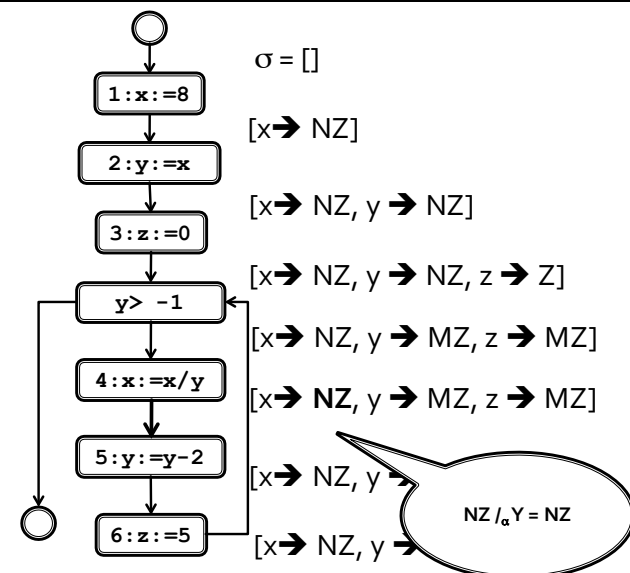 σ = []
1:x:=8
[x➔ NZ]
2:y:=x
[x➔ NZ, y ➔ NZ]
3:z:=0
[x➔ NZ, y ➔ NZ, z ➔ Z]
y> -1
[x➔ NZ, y ➔ MZ, z ➔ MZ]
4:x:=x/y
[x➔ NZ, y ➔ MZ, z ➔ MZ]
5:y:=y-2
[x➔ NZ, y ➔
NZ /α Y = NZ
6:z:=5
[x➔ NZ, y ➔